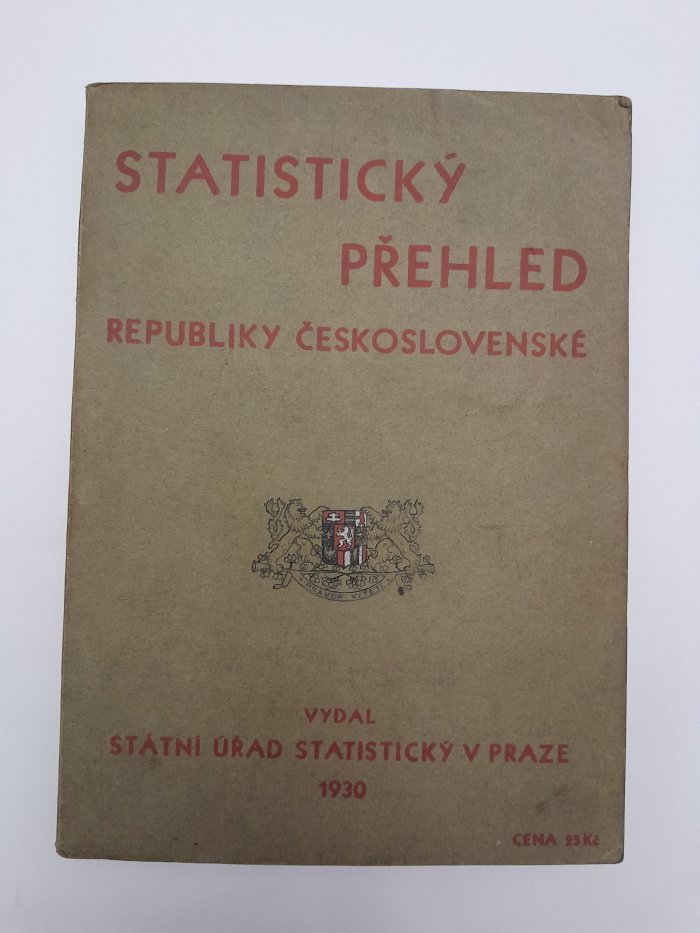 STATISTICKÝ
PŘEHLED
REPUBLIKY ČESKOSLOVENSKÉ
PRAVDA VÍTĚZÍ
VYDAL
STÁTNÍ ÚŘAD STATISTICKÝ V PRAZE
1930
CENA 25 Kč